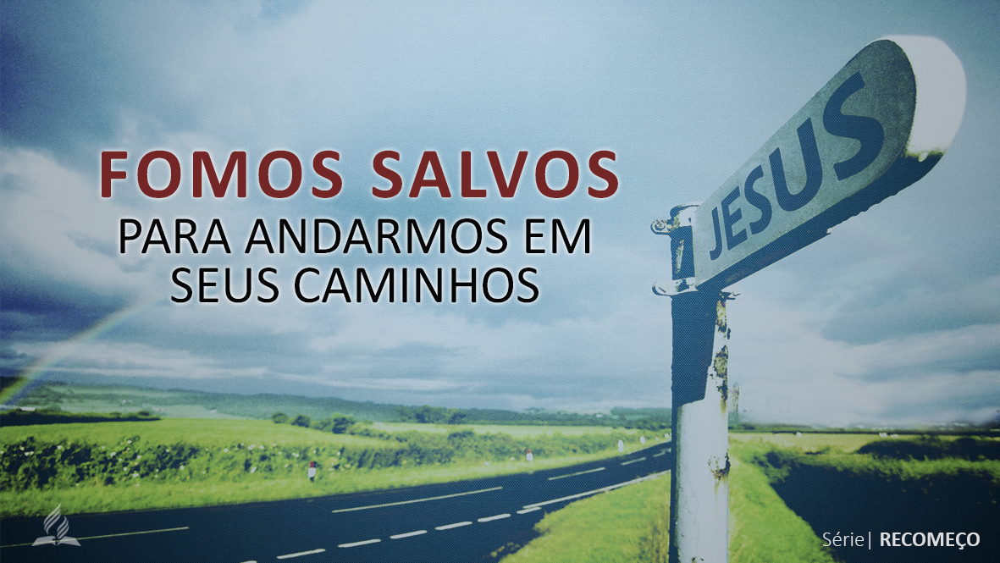 FOMOS SALVOS
PARA ANDARMOS EM
SEUS CAMINHOS
JESUS
Série| RECOMEÇO